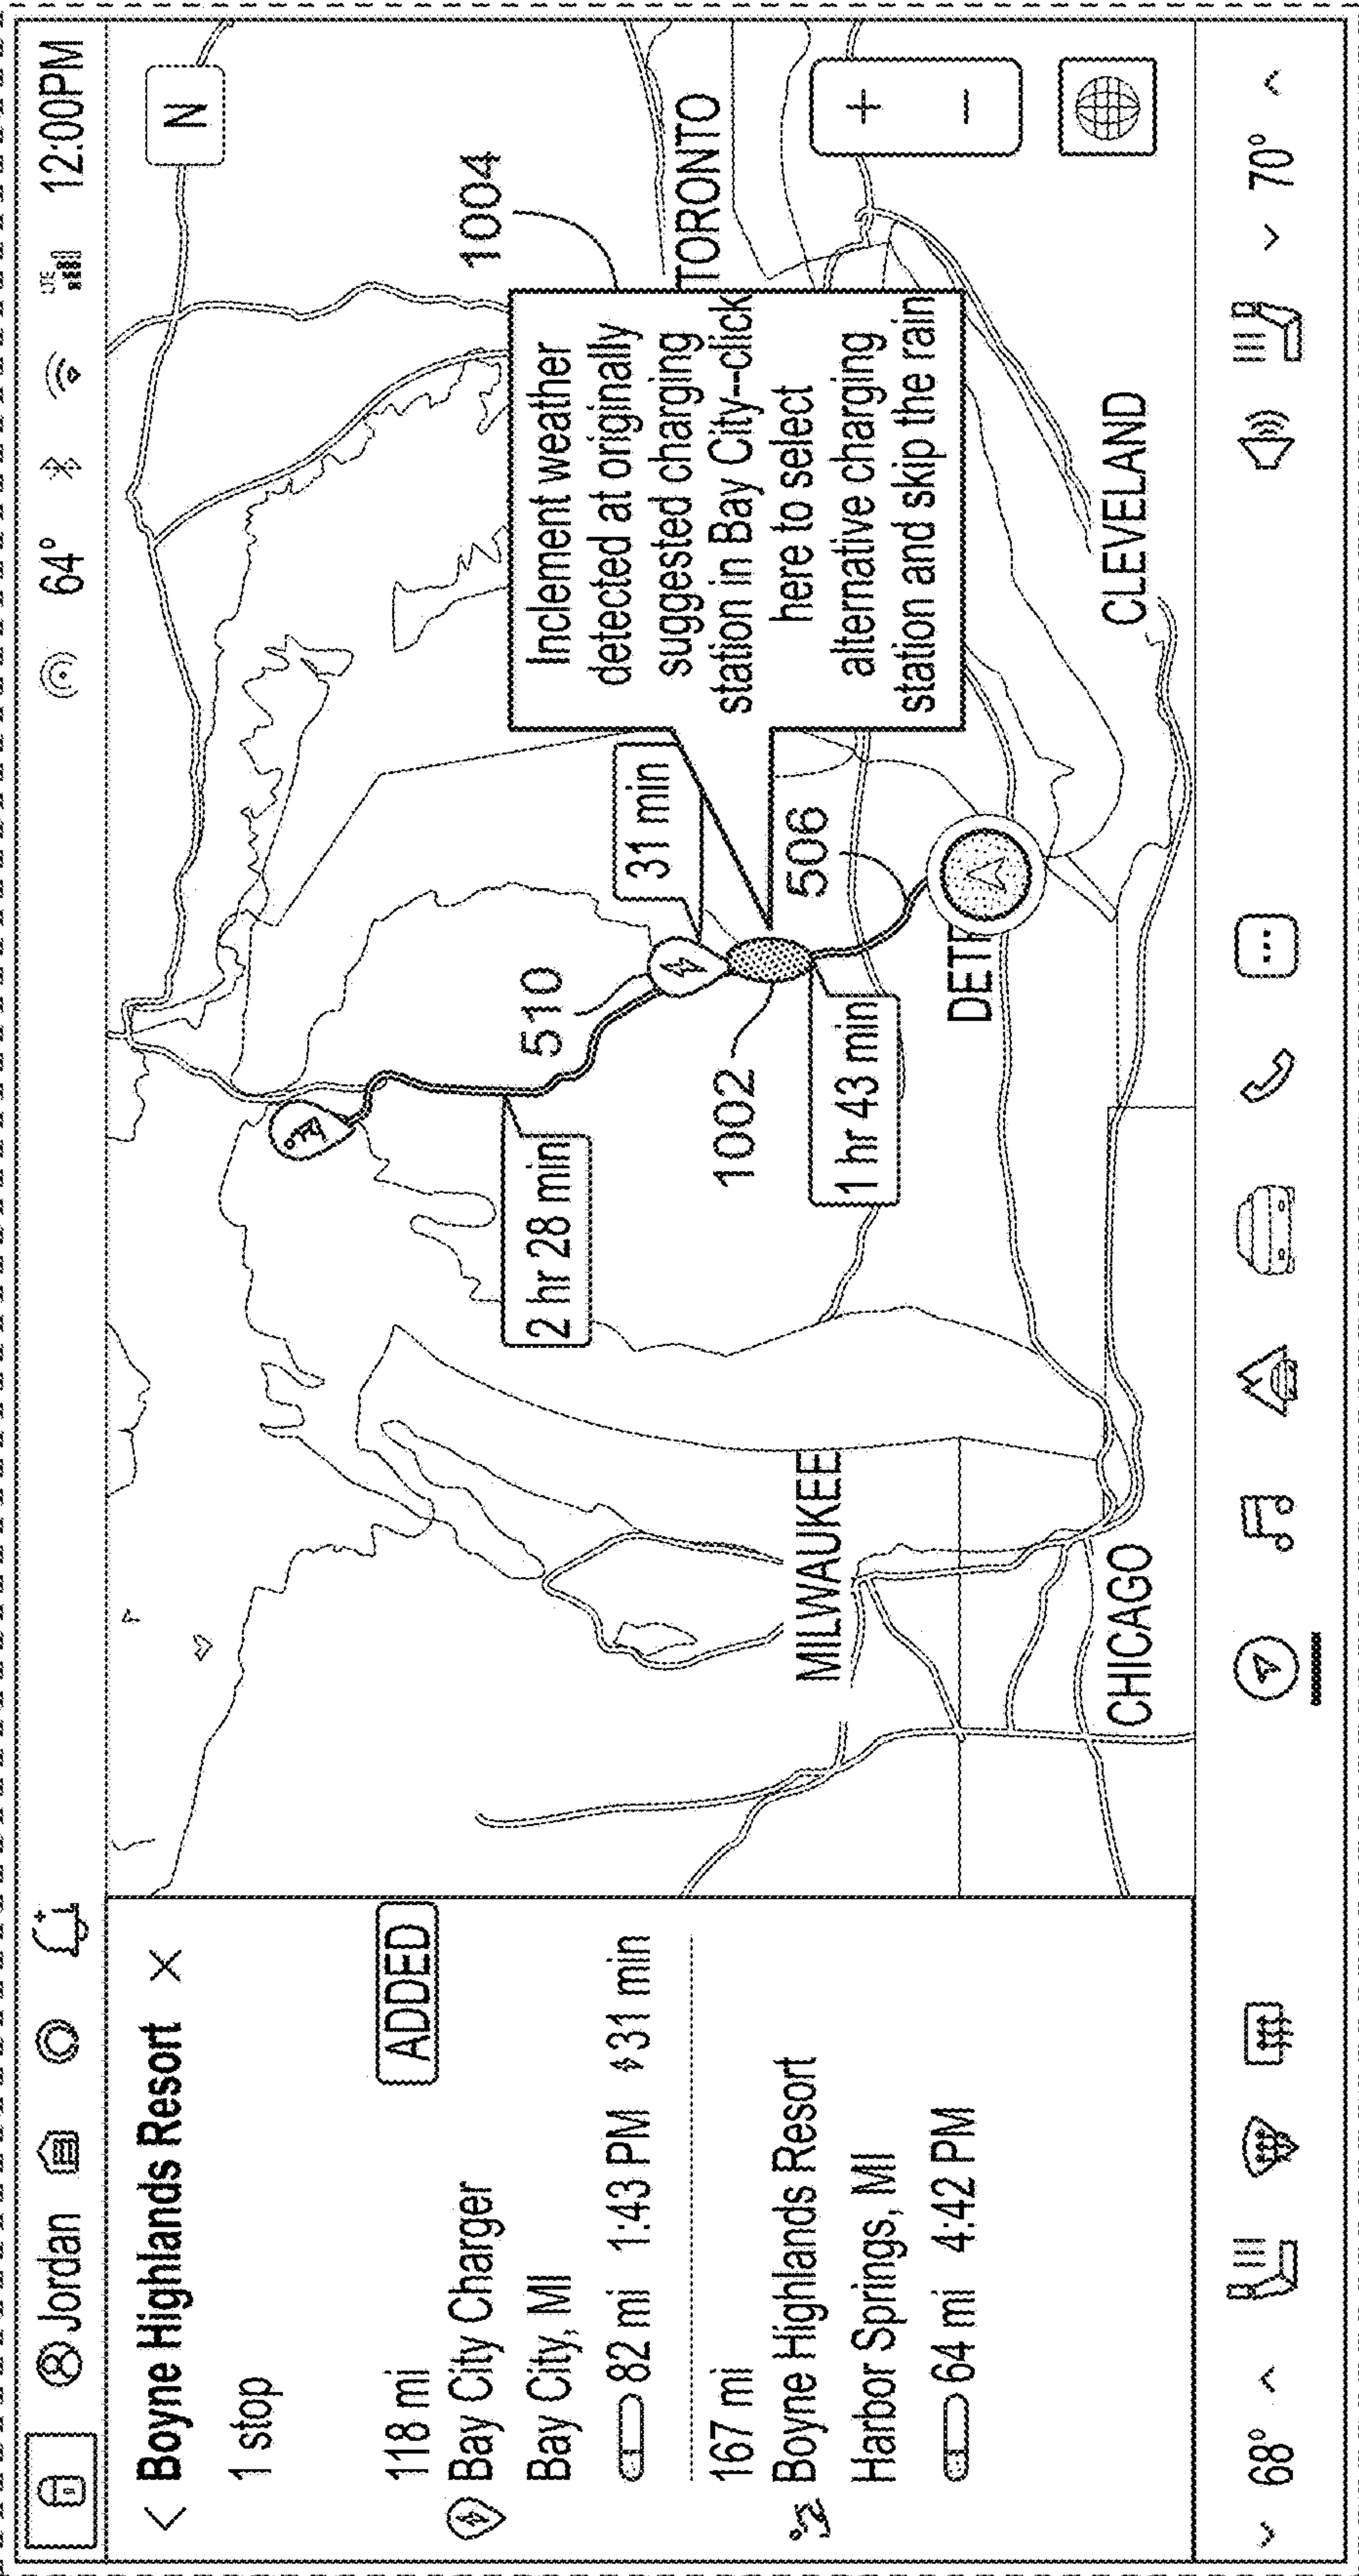 Jordan
64°
LTE
12:00PM
Boyne Highlands Resort
1 stop
ADDED
118 mi
Bay City Charger
Bay City, MI
82 mi 1:43 PM 31 min
167 mi
Boyne Highlands Resort
Harbor Springs, MI
64 mi 4:42 PM
N
1004
TORONTO
Inclement weather
detected at originally
suggested charging
station in Bay City--click
here to select
alternative charging
station and skip the rain
31 min
510
2 hr 28 min
1002
506
1 hr 43 min
DETR
MILWAUKEE
CHICAGO
CLEVELAND
+
−
68°
70°